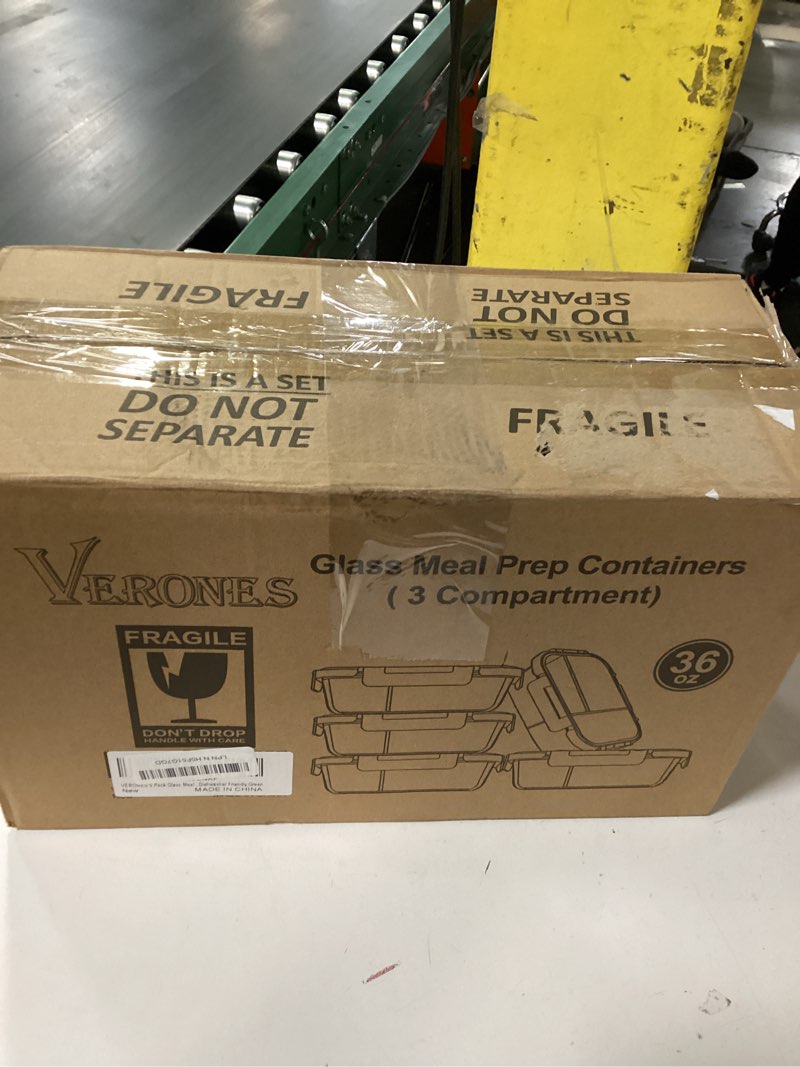 FRAGILE
THIS IS A SET
DO NOT
SEPARATE
THIS IS A SET
DO NOT
SEPARATE
FRAGILE
VERONES
Glass Meal Prep Containers
( 3 Compartment)
FRAGILE
DON'T DROP
HANDLE WITH CARE
36
OZ
New
MADE IN CHINA